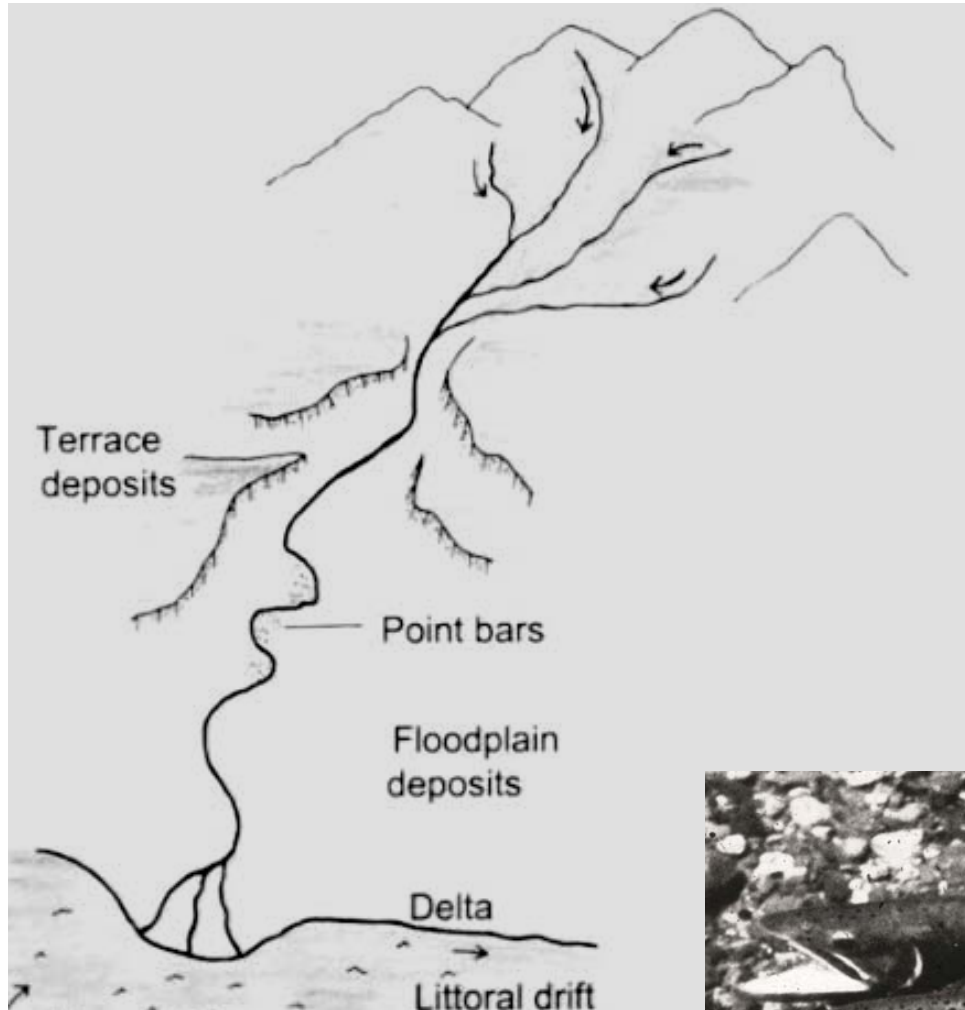 Terrace
deposits
Point bars
Floodplain
deposits
Delta
Littoral drift